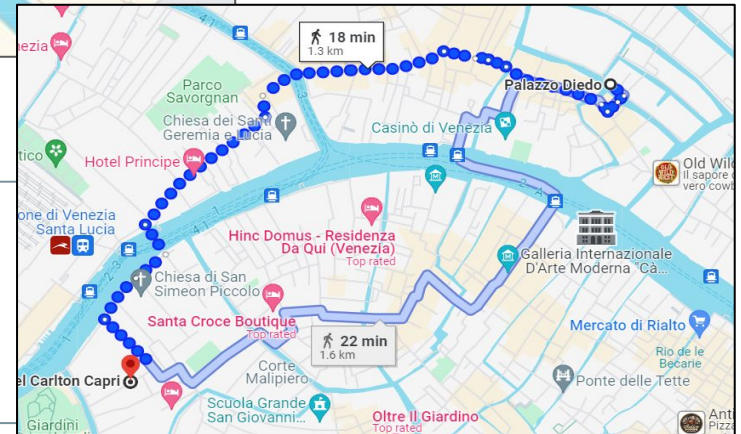 18 min
1.3 km
Parco
Savorgnan
Palazzo Diedo
Chiesa dei Santi
Geremia e Lucia
Casinò di Venezia
Hotel Principe
Old Wild
Il sapore
vero cowb
one di Venezia
Santa Lucia
4.1
2-A
Hinc Domus - Residenza
Da Qui (Venezia)
Top rated
Galleria Internazionale
D'Arte Moderna "Cà...
Chiesa di San
Simeon Piccolo
Santa Croce Boutique
Top rated
22 min
1.6 km
Mercato di Rialto
Rio de le
Becarie
el Carlton Capri
Corte
Malipiero
Ponte delle Tette
Scuola Grande
San Giovanni...
Oltre Il Giardino
Top rated
Giardini
Anti
Pizza